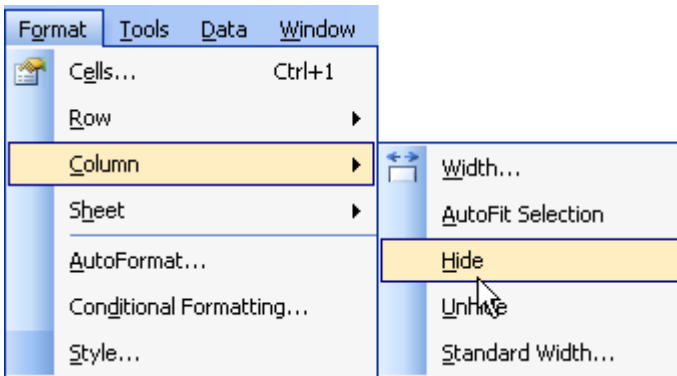 Format Tools Data Window
Cells... Ctrl+1
Row
Column
Sheet
AutoFormat...
Conditional Formatting...
Style...
Width...
AutoFit Selection
Hide
Unhide
Standard Width...